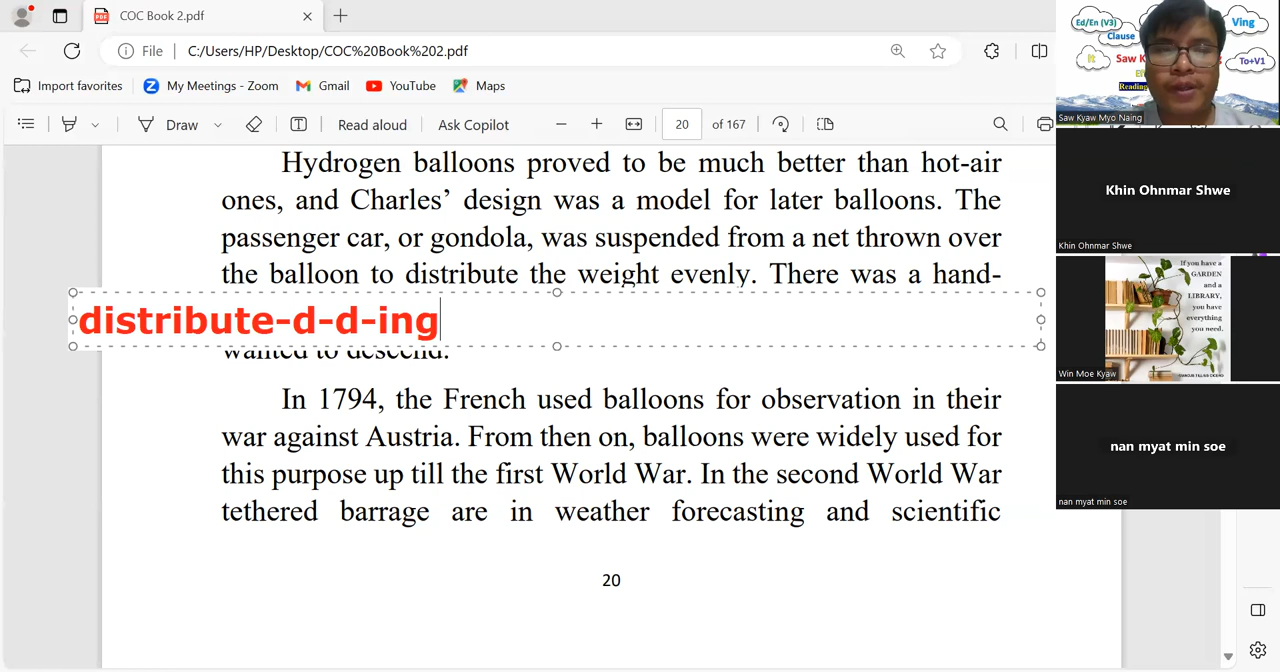 COC Book 2.pdf
File C:/Users/HP/Desktop/COC%20Book%202.pdf
Import favorites My Meetings - Zoom Gmail YouTube Maps
Draw Read aloud Ask Copilot 20 of 167
Hydrogen balloons proved to be much better than hot-air
ones, and Charles’ design was a model for later balloons. The
passenger car, or gondola, was suspended from a net thrown over
the balloon to distribute the weight evenly. There was a hand-
distribute-d-d-ing
wanted to descend.
In 1794, the French used balloons for observation in their
war against Austria. From then on, balloons were widely used for
this purpose up till the first World War. In the second World War
tethered barrage are in weather forecasting and scientific
20
Ed/En (V3)
Clause
Ving
It
Saw K
To+V1
Reading
Saw Kyaw Myo Naing
Khin Ohnmar Shwe
Khin Ohnmar Shwe
If you have a
GARDEN
and a
LIBRARY,
you have
everything
you need.
Win Moe Kyaw
nan myat min soe
nan myat min soe